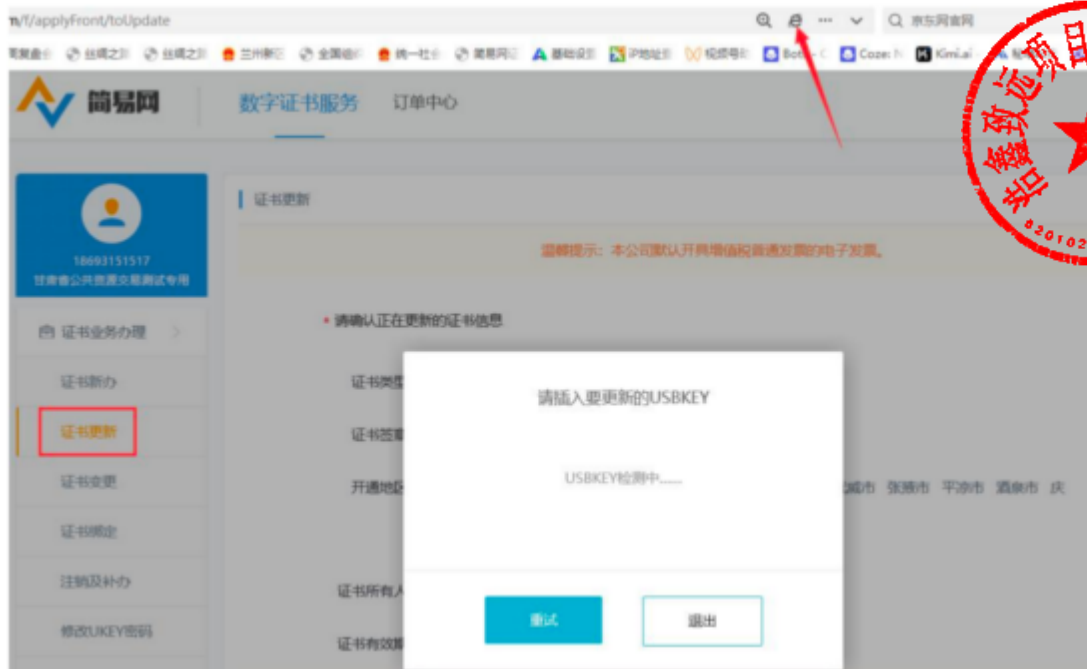 n/f/applyFront/toUpdate
京东网官网
简易网
数字证书服务
订单中心
证书更新
18693151517
甘肃省公共资源交易测试专用
温馨提示：本公司默认开具增值税普通发票的电子发票。
证书业务办理
* 请确认正在更新的证书信息
证书新办
证书类型
请插入要更新的USBKEY
证书更新
证书签章
USBKEY检测中......
证书变更
开通地区
威市 张掖市 平凉市 酒泉市 庆
证书绑定
注销及补办
证书所有人
重试
退出
修改UKEY密码
证书有效期